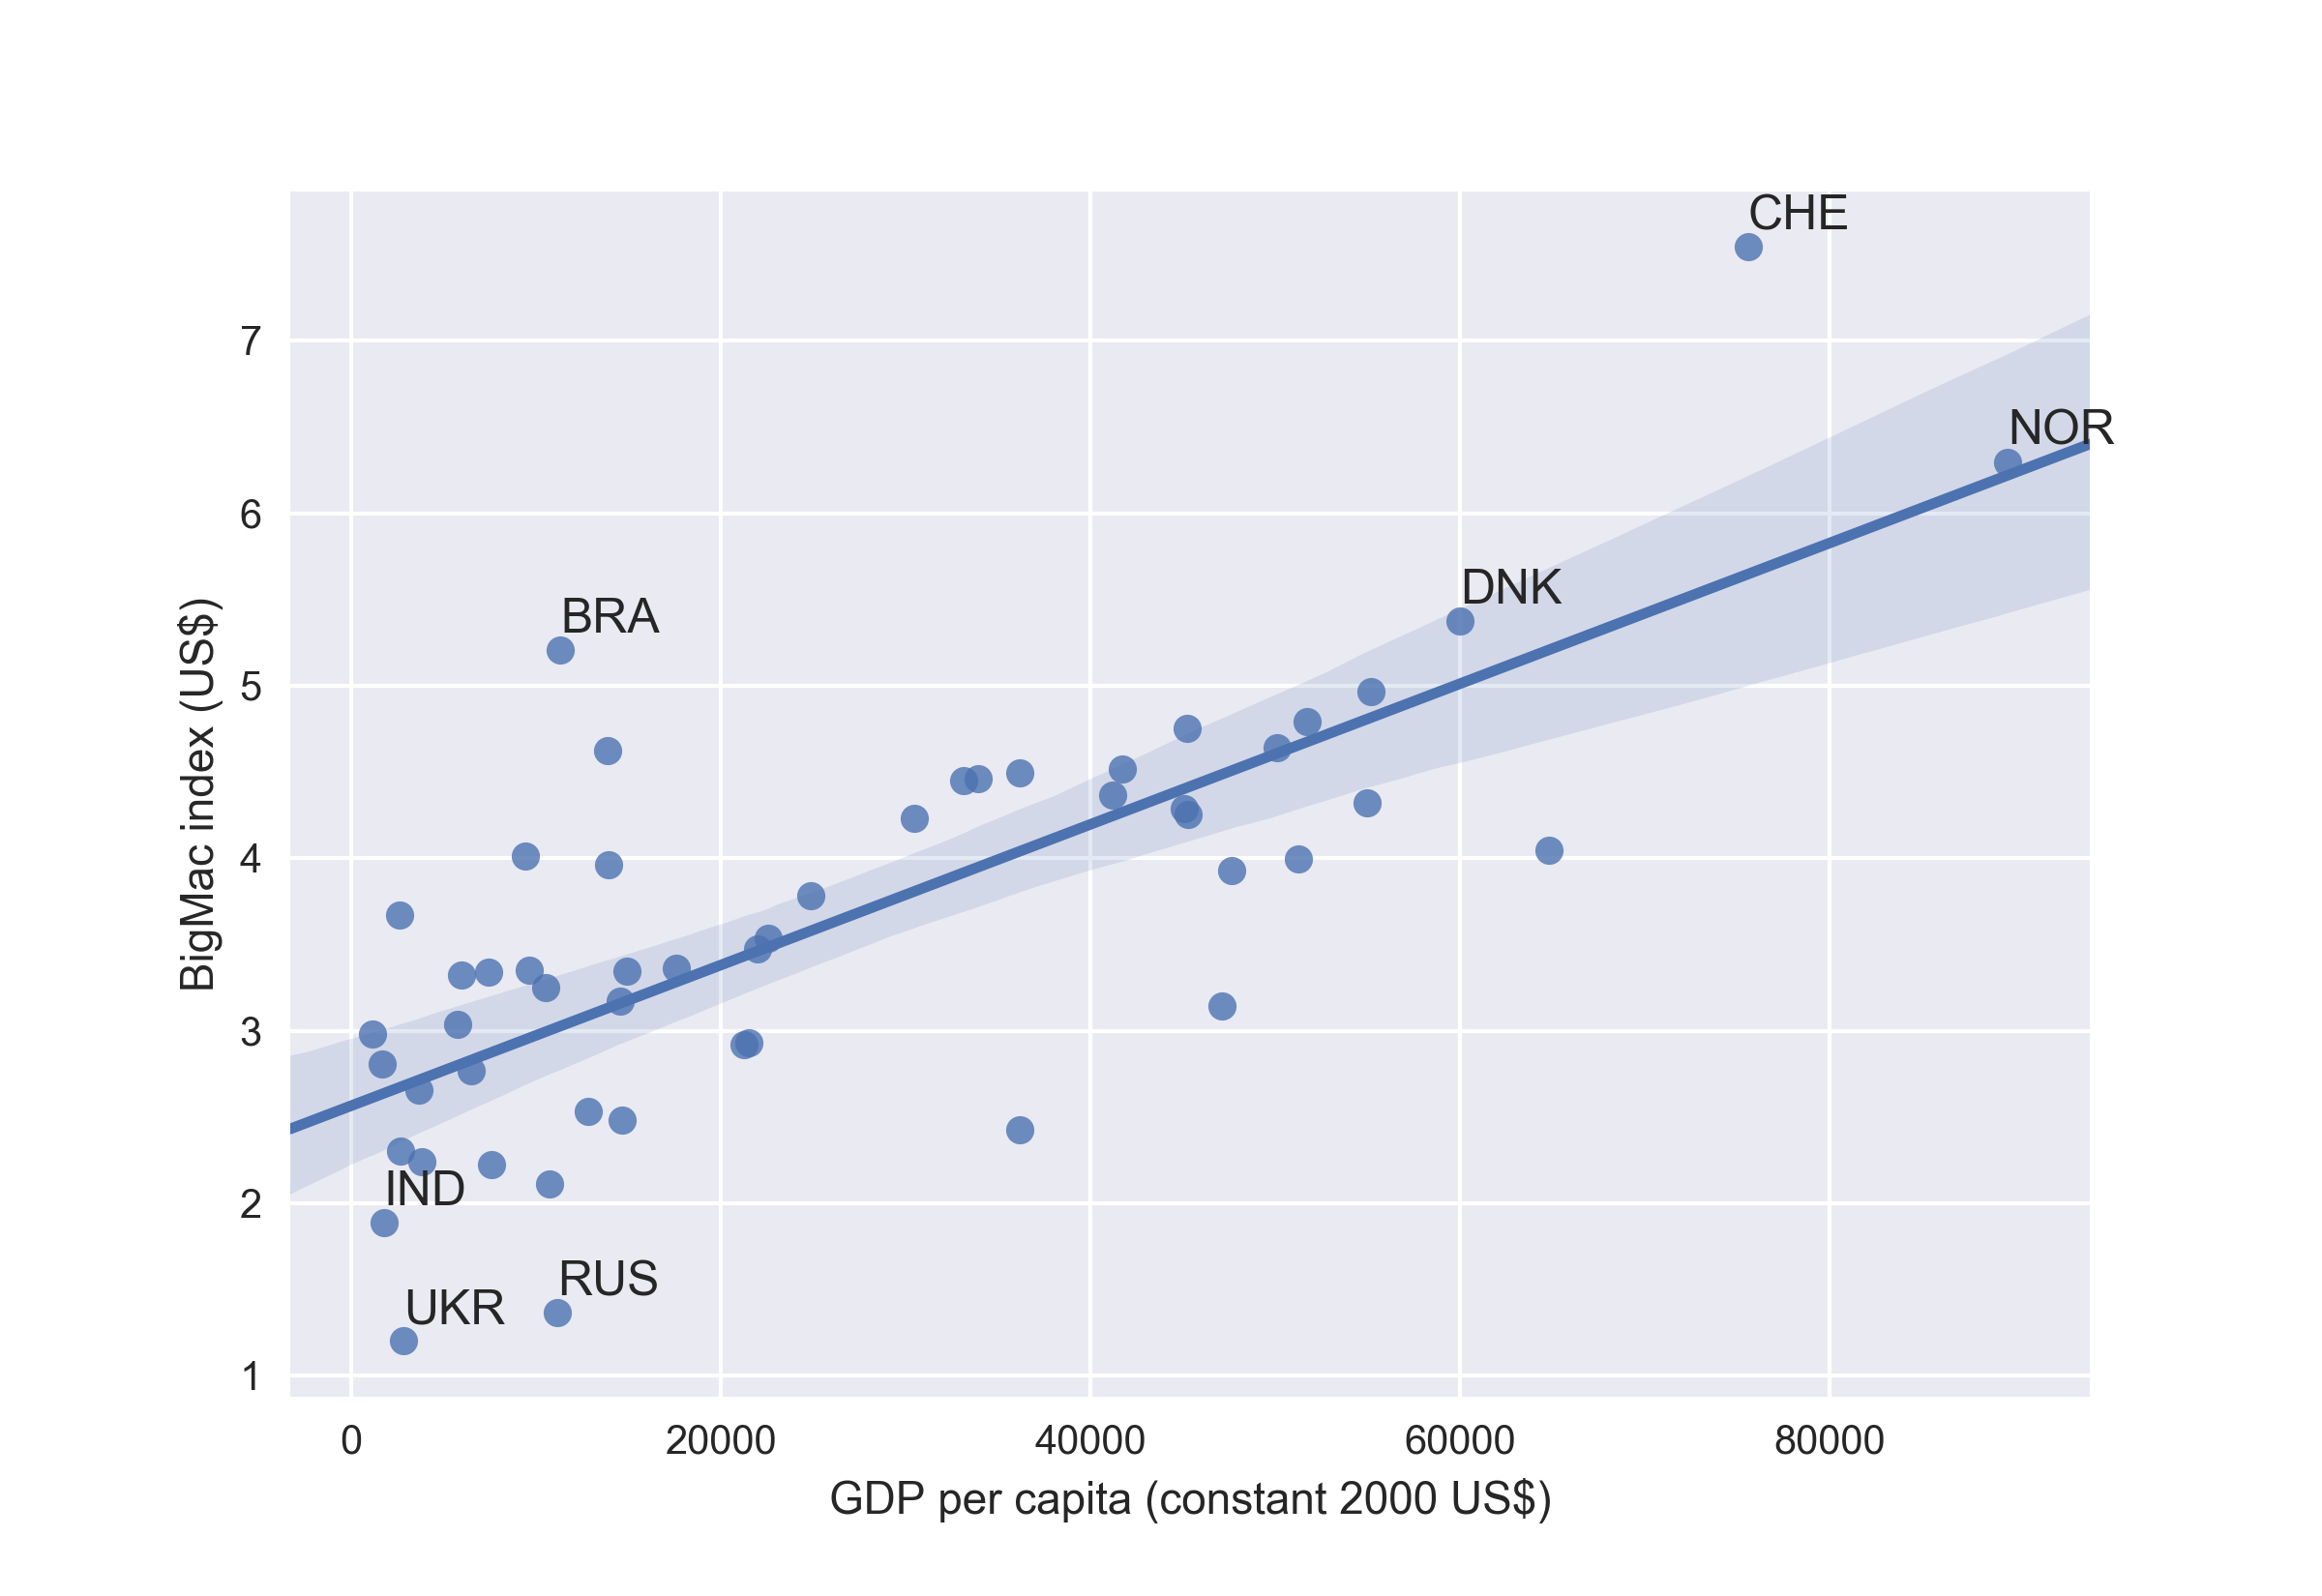 CHE
7
NOR
6
DNK
BRA
5
BigMac index (US$)
4
3
IND
2
RUS
UKR
1
0 20000 40000 60000 80000
GDP per capita (constant 2000 US$)